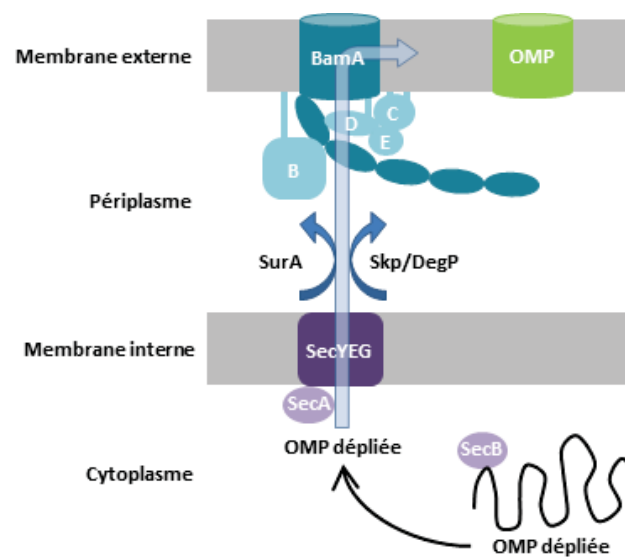 Membrane externe
BamA
OMP
D
C
E
B
Périplasme
SurA
Skp/DegP
Membrane interne
SecYEG
SecA
OMP dépliée
SecB
Cytoplasme
OMP dépliée